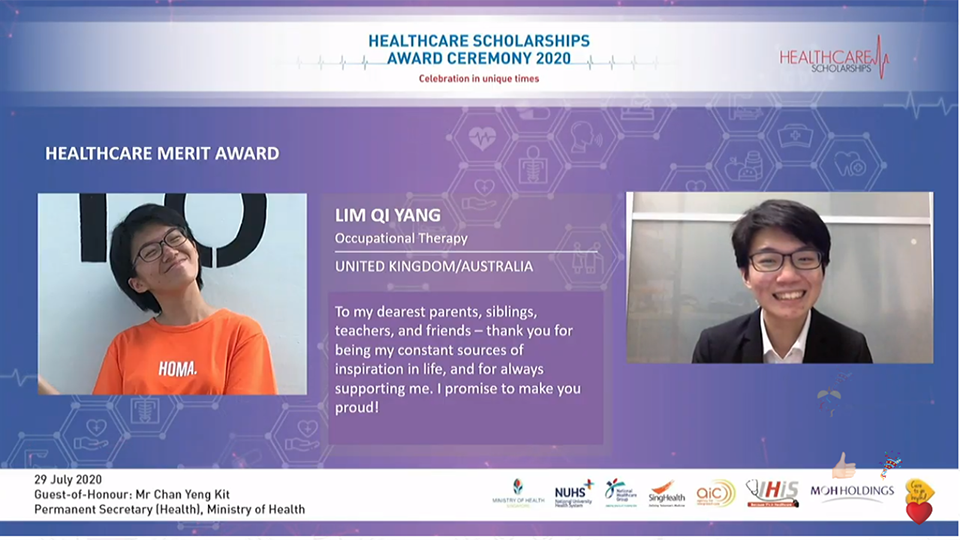 HEALTHCARE SCHOLARSHIPS
AWARD CEREMONY 2020
Celebration in unique times
HEALTHCARE
SCHOLARSHIPS
HEALTHCARE MERIT AWARD
HOMA.
LIM QI YANG
Occupational Therapy
UNITED KINGDOM/AUSTRALIA
To my dearest parents, siblings,
teachers, and friends – thank you for
being my constant sources of
inspiration in life, and for always
supporting me. I promise to make you
proud!
29 July 2020
Guest-of-Honour: Mr Chan Yeng Kit
Permanent Secretary (Health), Ministry of Health
MINISTRY OF HEALTH
SINGAPORE
NUHS
National University
Health System
National
Healthcare
Group
SingHealth
aic
IHiS
MOH HOLDINGS